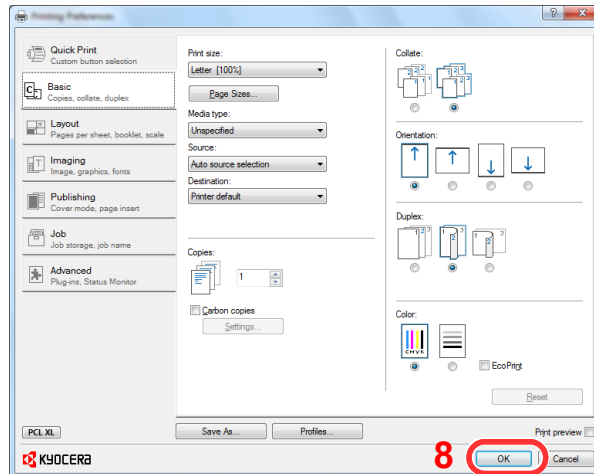 Printing Preferences
Quick Print
Custom button selection
Basic
Copies, collate, duplex
Layout
Pages per sheet, booklet, scale
Imaging
Image, graphics, fonts
Publishing
Cover mode, page insert
Job
Job storage, job name
Advanced
Plug-ins, Status Monitor
Print size:
Letter [100%]
Page Sizes...
Media type:
Unspecified
Source:
Auto source selection
Destination:
Printer default
Copies:
1
Carbon copies
Settings...
Collate:
Orientation:
Duplex:
Color:
CMYK
EcoPrint
Reset
PCL XL
Save As...
Profiles...
Print preview
KYOCERA
8
OK
Cancel